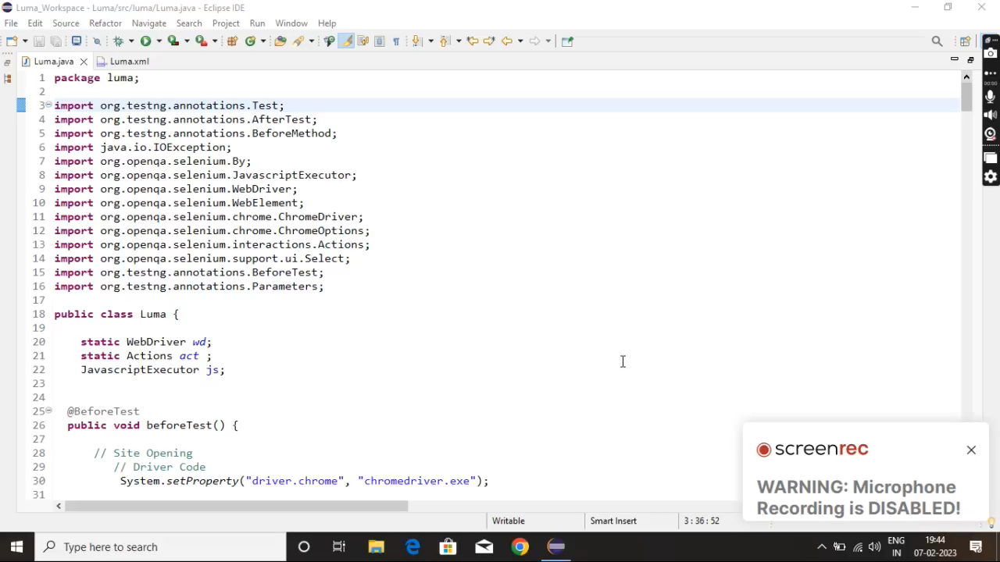 Luma_Workspace - Luma/src/luma/Luma.java - Eclipse IDE
File Edit Source Refactor Navigate Search Project Run Window Help
Luma.java Luma.xml
1 package luma;
2
3 import org.testng.annotations.Test;
4 import org.testng.annotations.AfterTest;
5 import org.testng.annotations.BeforeMethod;
6 import java.io.IOException;
7 import org.openqa.selenium.By;
8 import org.openqa.selenium.JavascriptExecutor;
9 import org.openqa.selenium.WebDriver;
10 import org.openqa.selenium.WebElement;
11 import org.openqa.selenium.chrome.ChromeDriver;
12 import org.openqa.selenium.chrome.ChromeOptions;
13 import org.openqa.selenium.interactions.Actions;
14 import org.openqa.selenium.support.ui.Select;
15 import org.testng.annotations.BeforeTest;
16 import org.testng.annotations.Parameters;
17
18 public class Luma {
19
20 static WebDriver wd;
21 static Actions act ;
22 JavascriptExecutor js;
23
24
25 @BeforeTest
26 public void beforeTest() {
27
28 // Site Opening
29 // Driver Code
30 System.setProperty("driver.chrome", "chromedriver.exe");
31
00:00
screenrec
WARNING: Microphone
Recording is DISABLED!
Writable Smart Insert 3 : 36 : 52
Type here to search
ENG
IN
19:44
07-02-2023